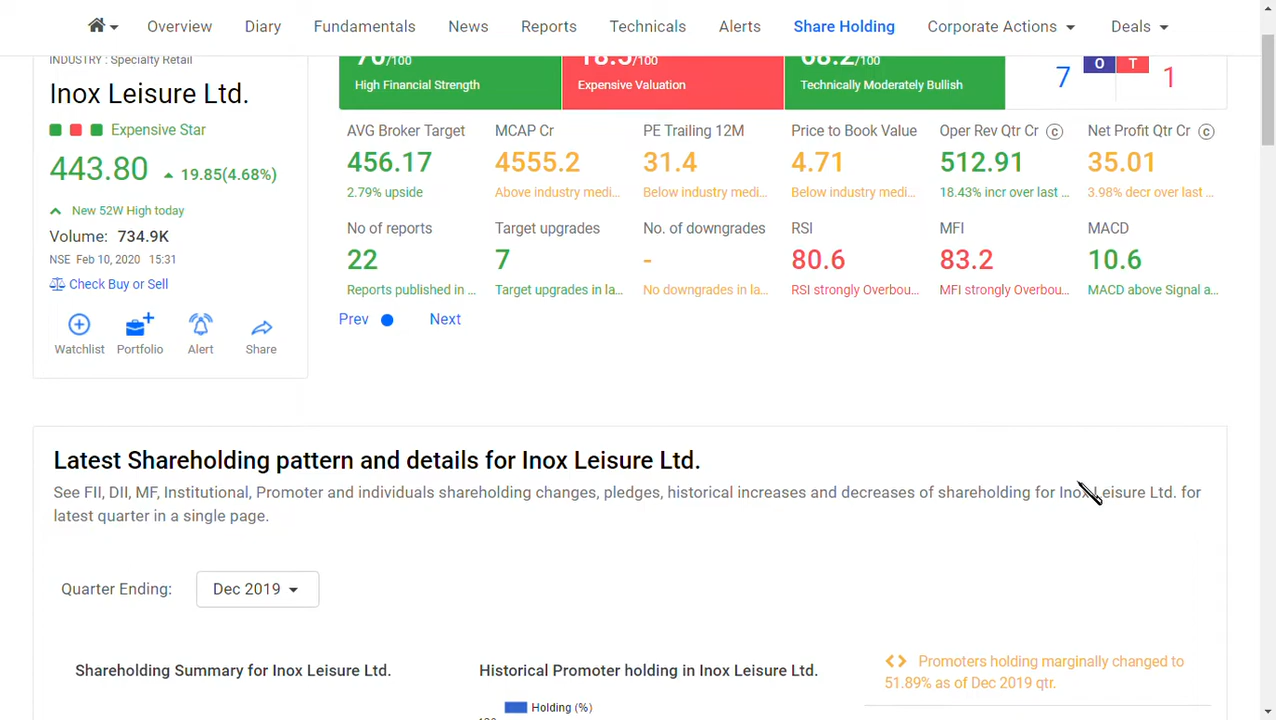 Overview Diary Fundamentals News Reports Technicals Alerts Share Holding Corporate Actions Deals
INDUSTRY : Specialty Retail
Inox Leisure Ltd.
Expensive Star
443.80 19.85(4.68%)
New 52W High today
Volume: 734.9K
NSE Feb 10, 2020 15:31
Check Buy or Sell
Watchlist Portfolio Alert Share
/100 /100 /100
High Financial Strength Expensive Valuation Technically Moderately Bullish
7 O T 1
AVG Broker Target MCAP Cr PE Trailing 12M Price to Book Value Oper Rev Qtr Cr C Net Profit Qtr Cr C
456.17 4555.2 31.4 4.71 512.91 35.01
2.79% upside Above industry medi... Below industry medi... Below industry medi... 18.43% incr over last ... 3.98% decr over last ...
No of reports Target upgrades No. of downgrades RSI MFI MACD
22 7 - 80.6 83.2 10.6
Reports published in ... Target upgrades in la... No downgrades in la... RSI strongly Overbou... MFI strongly Overbou... MACD above Signal a...
Prev Next
Latest Shareholding pattern and details for Inox Leisure Ltd.
See FII, DII, MF, Institutional, Promoter and individuals shareholding changes, pledges, historical increases and decreases of shareholding for Inox Leisure Ltd. for
latest quarter in a single page.
Quarter Ending: Dec 2019
Shareholding Summary for Inox Leisure Ltd.
Historical Promoter holding in Inox Leisure Ltd.
Holding (%)
Promoters holding marginally changed to
51.89% as of Dec 2019 qtr.